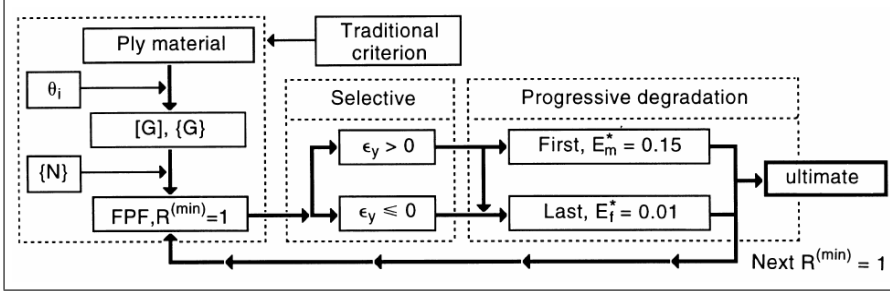 Ply material
Traditional
criterion
θi
[G], {G}
{N}
FPF,R(min)=1
Selective
ϵy > 0
ϵy ⩽ 0
Progressive degradation
First, E*m = 0.15
Last, E*f = 0.01
ultimate
Next R(min) = 1